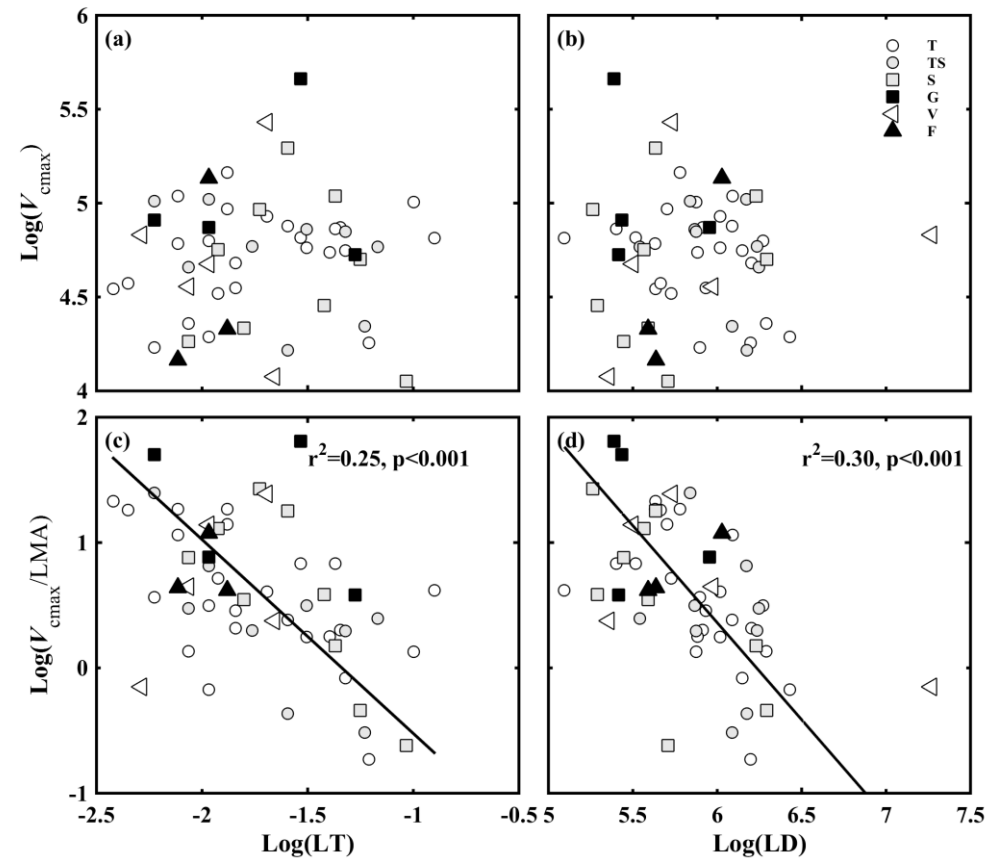 6
(a)
(b)
T
TS
S
G
V
F
5.5
5
4.5
4
Log(Vcmax)
2
(c)
r²=0.25, p<0.001
(d)
r²=0.30, p<0.001
1
0
-1
Log(Vcmax/LMA)
-2.5 -2 -1.5 -1 -0.5 5 5.5 6 6.5 7 7.5
Log(LT) Log(LD)